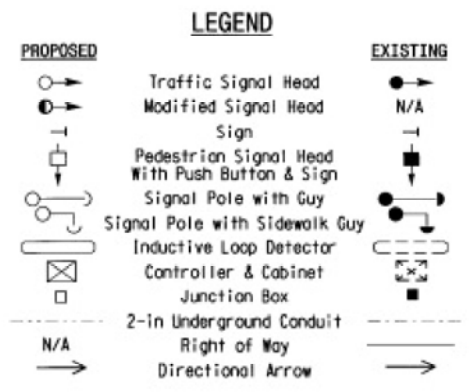 LEGEND
PROPOSED EXISTING
Traffic Signal Head
Modified Signal Head N/A
Sign
Pedestrian Signal Head
With Push Button & Sign
Signal Pole with Guy
Signal Pole with Sidewalk Guy
Inductive Loop Detector
Controller & Cabinet
Junction Box
2-in Underground Conduit
N/A Right of Way
Directional Arrow